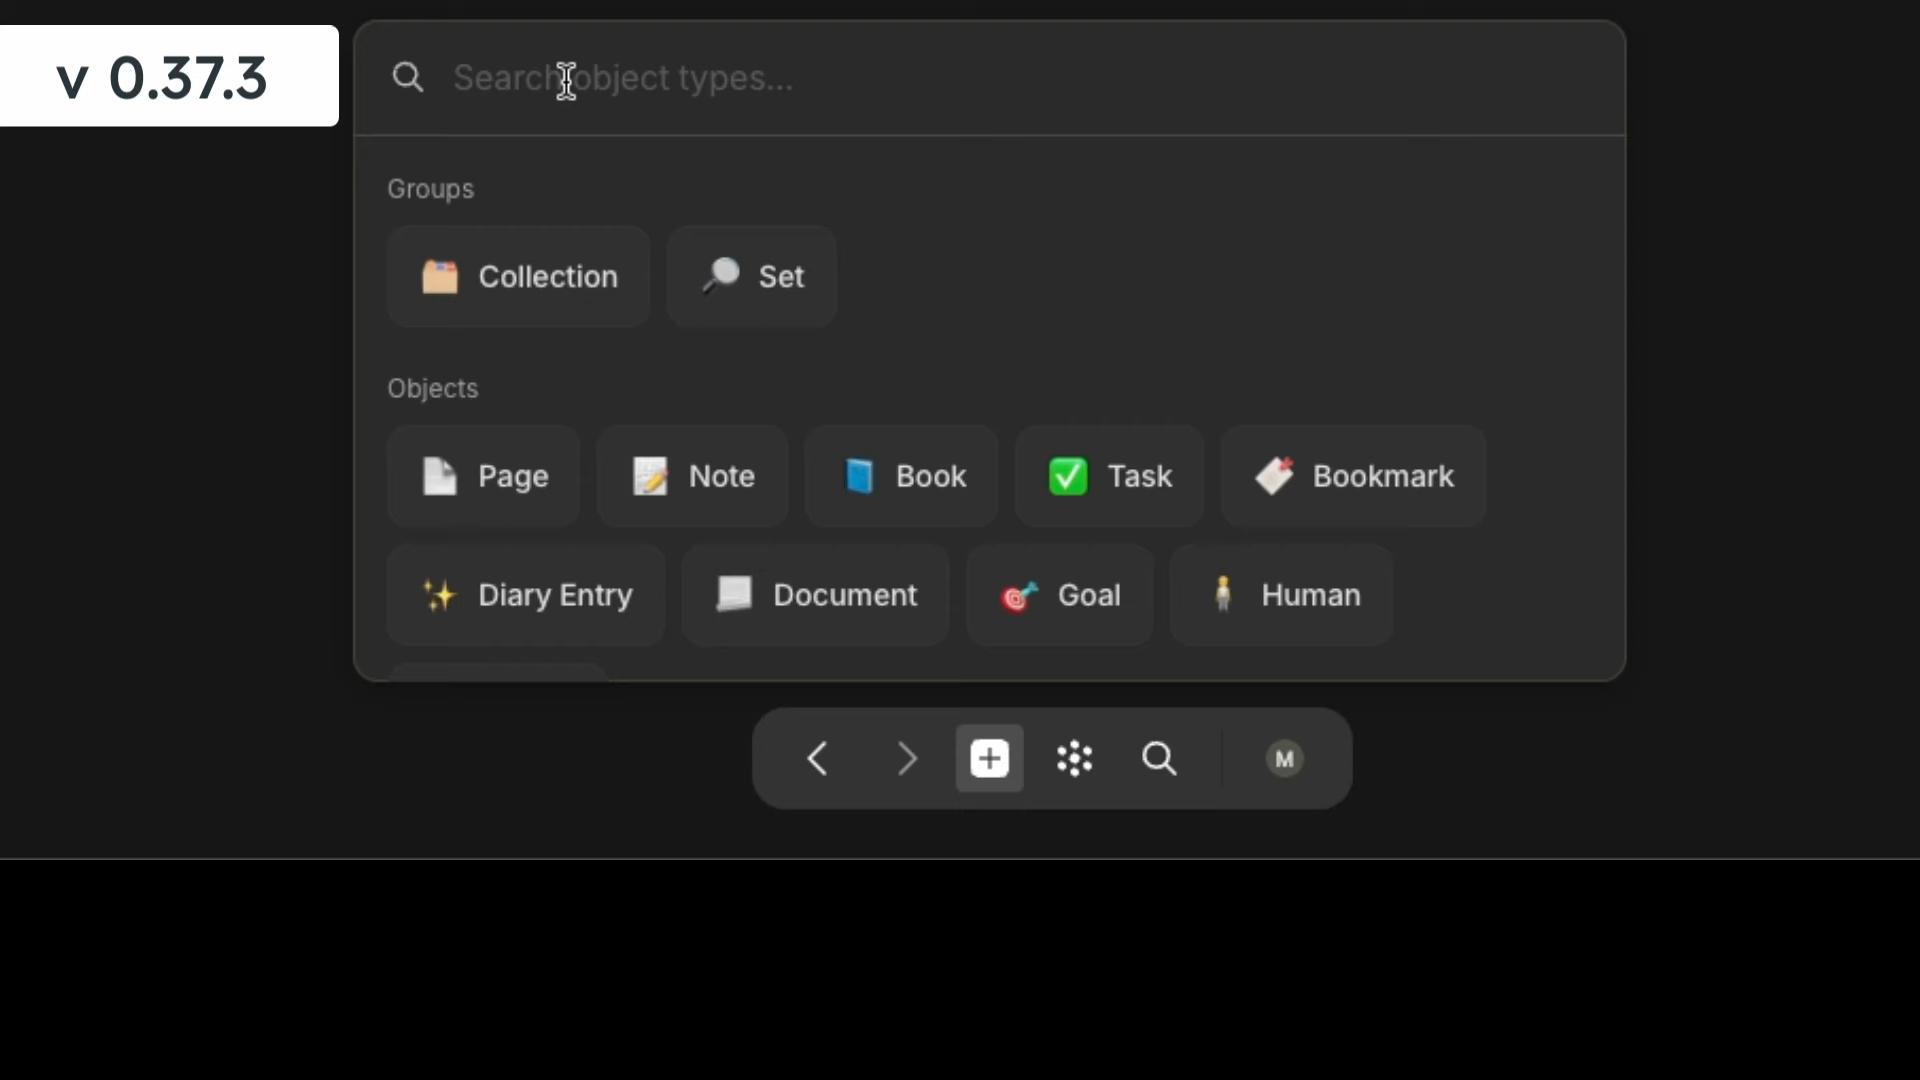 v 0.37.3
Search object types...
Groups
Collection
Set
Objects
Page
Note
Book
Task
Bookmark
Diary Entry
Document
Goal
Human
M